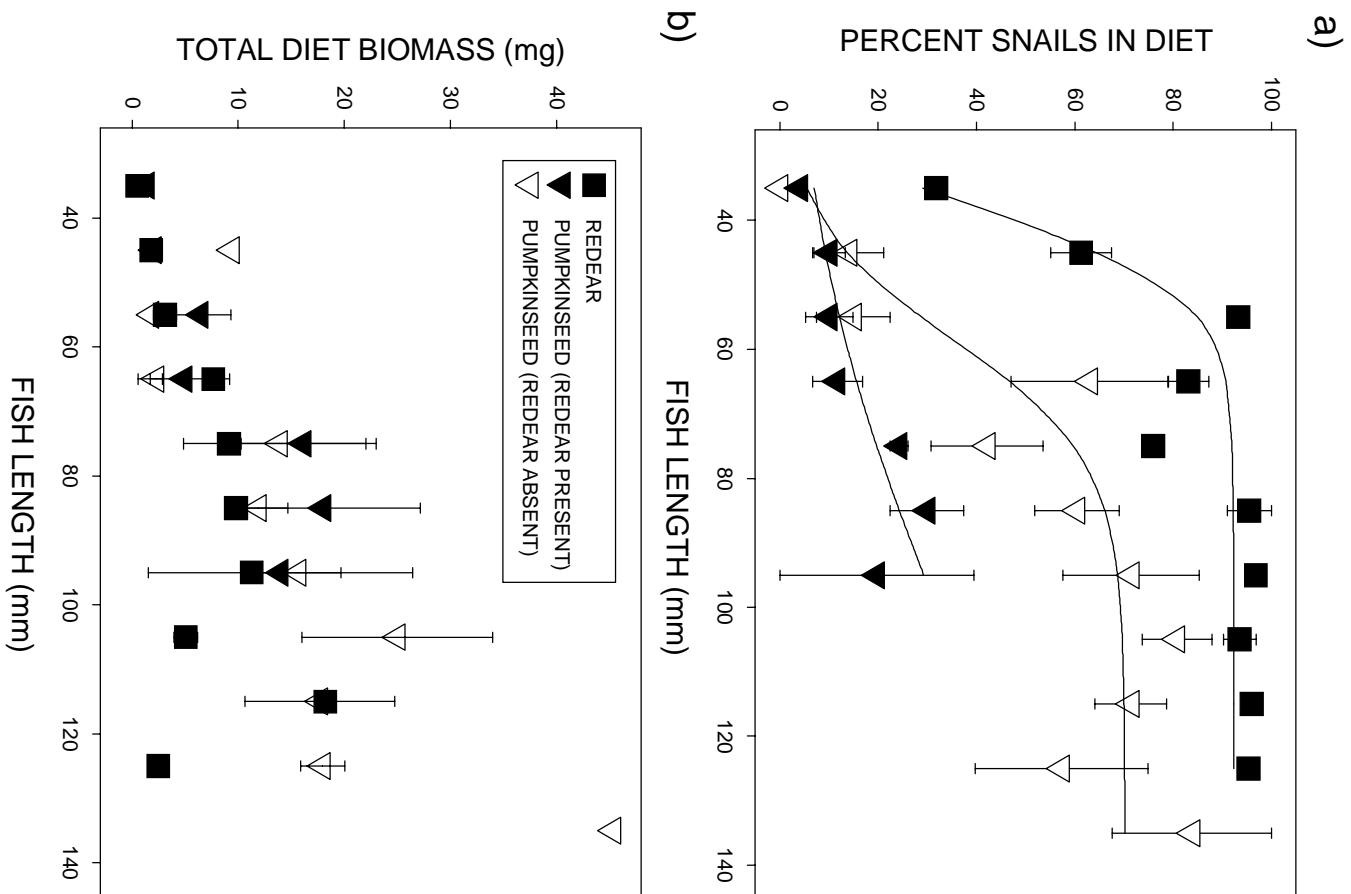 a)
PERCENT SNAILS IN DIET
0
20
40
60
80
100
40
60
80
100
120
140
FISH LENGTH (mm)
b)
TOTAL DIET BIOMASS (mg)
0
10
20
30
40
REDEAR
PUMPKINSEED (REDEAR PRESENT)
PUMPKINSEED (REDEAR ABSENT)
40
60
80
100
120
140
FISH LENGTH (mm)